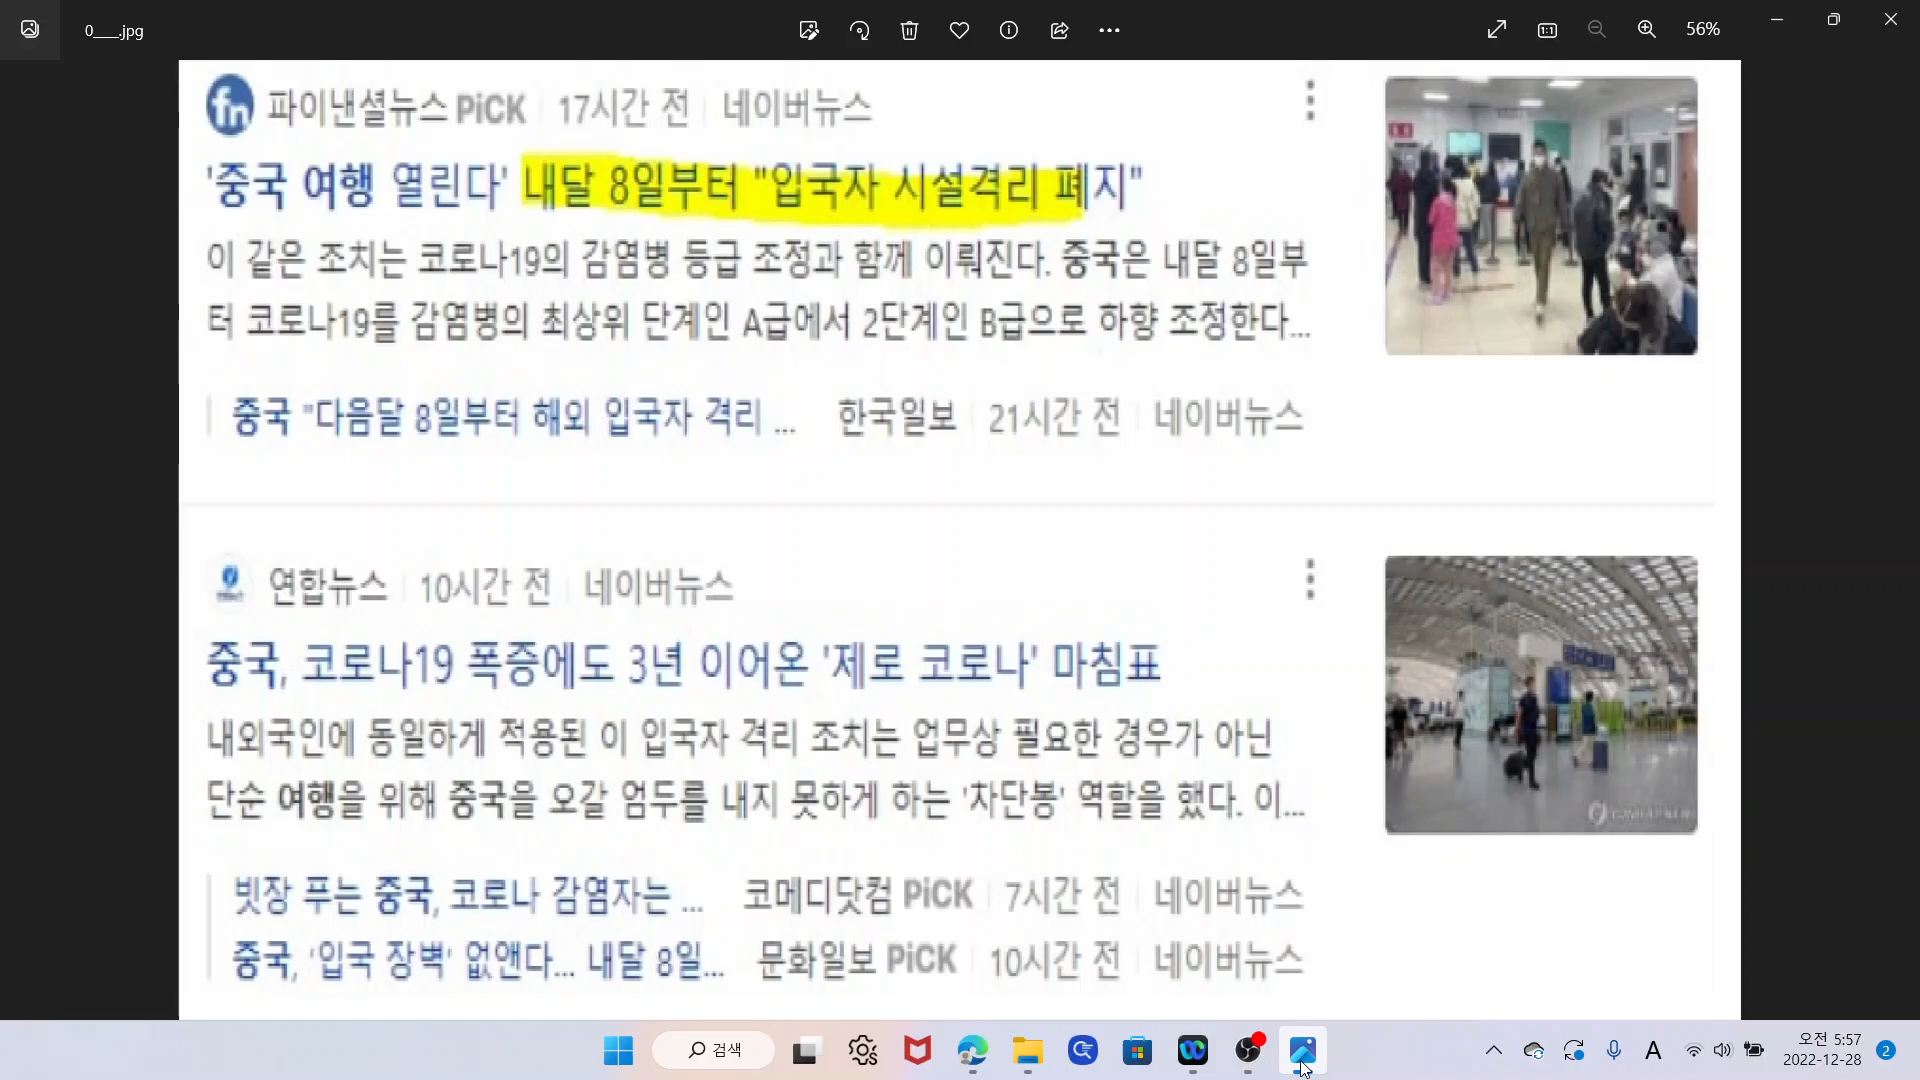 0___.jpg
56%
fn 파이낸셜뉴스 PiCK 17시간 전 네이버뉴스
'중국 여행 열린다' 내달 8일부터 "입국자 시설격리 폐지"
이 같은 조치는 코로나19의 감염병 등급 조정과 함께 이뤄진다. 중국은 내달 8일부
터 코로나19를 감염병의 최상위 단계인 A급에서 2단계인 B급으로 하향 조정한다...
중국 "다음달 8일부터 해외 입국자 격리 ... 한국일보 21시간 전 네이버뉴스
연합뉴스 10시간 전 네이버뉴스
중국, 코로나19 폭증에도 3년 이어온 '제로 코로나' 마침표
내외국인에 동일하게 적용된 이 입국자 격리 조치는 업무상 필요한 경우가 아닌
단순 여행을 위해 중국을 오갈 엄두를 내지 못하게 하는 '차단봉' 역할을 했다. 이...
빗장 푸는 중국, 코로나 감염자는 ... 코메디닷컴 PiCK 7시간 전 네이버뉴스
중국, '입국 장벽' 없앤다... 내달 8일... 문화일보 PiCK 10시간 전 네이버뉴스
검색
A
오전 5:57
2022-12-28
2